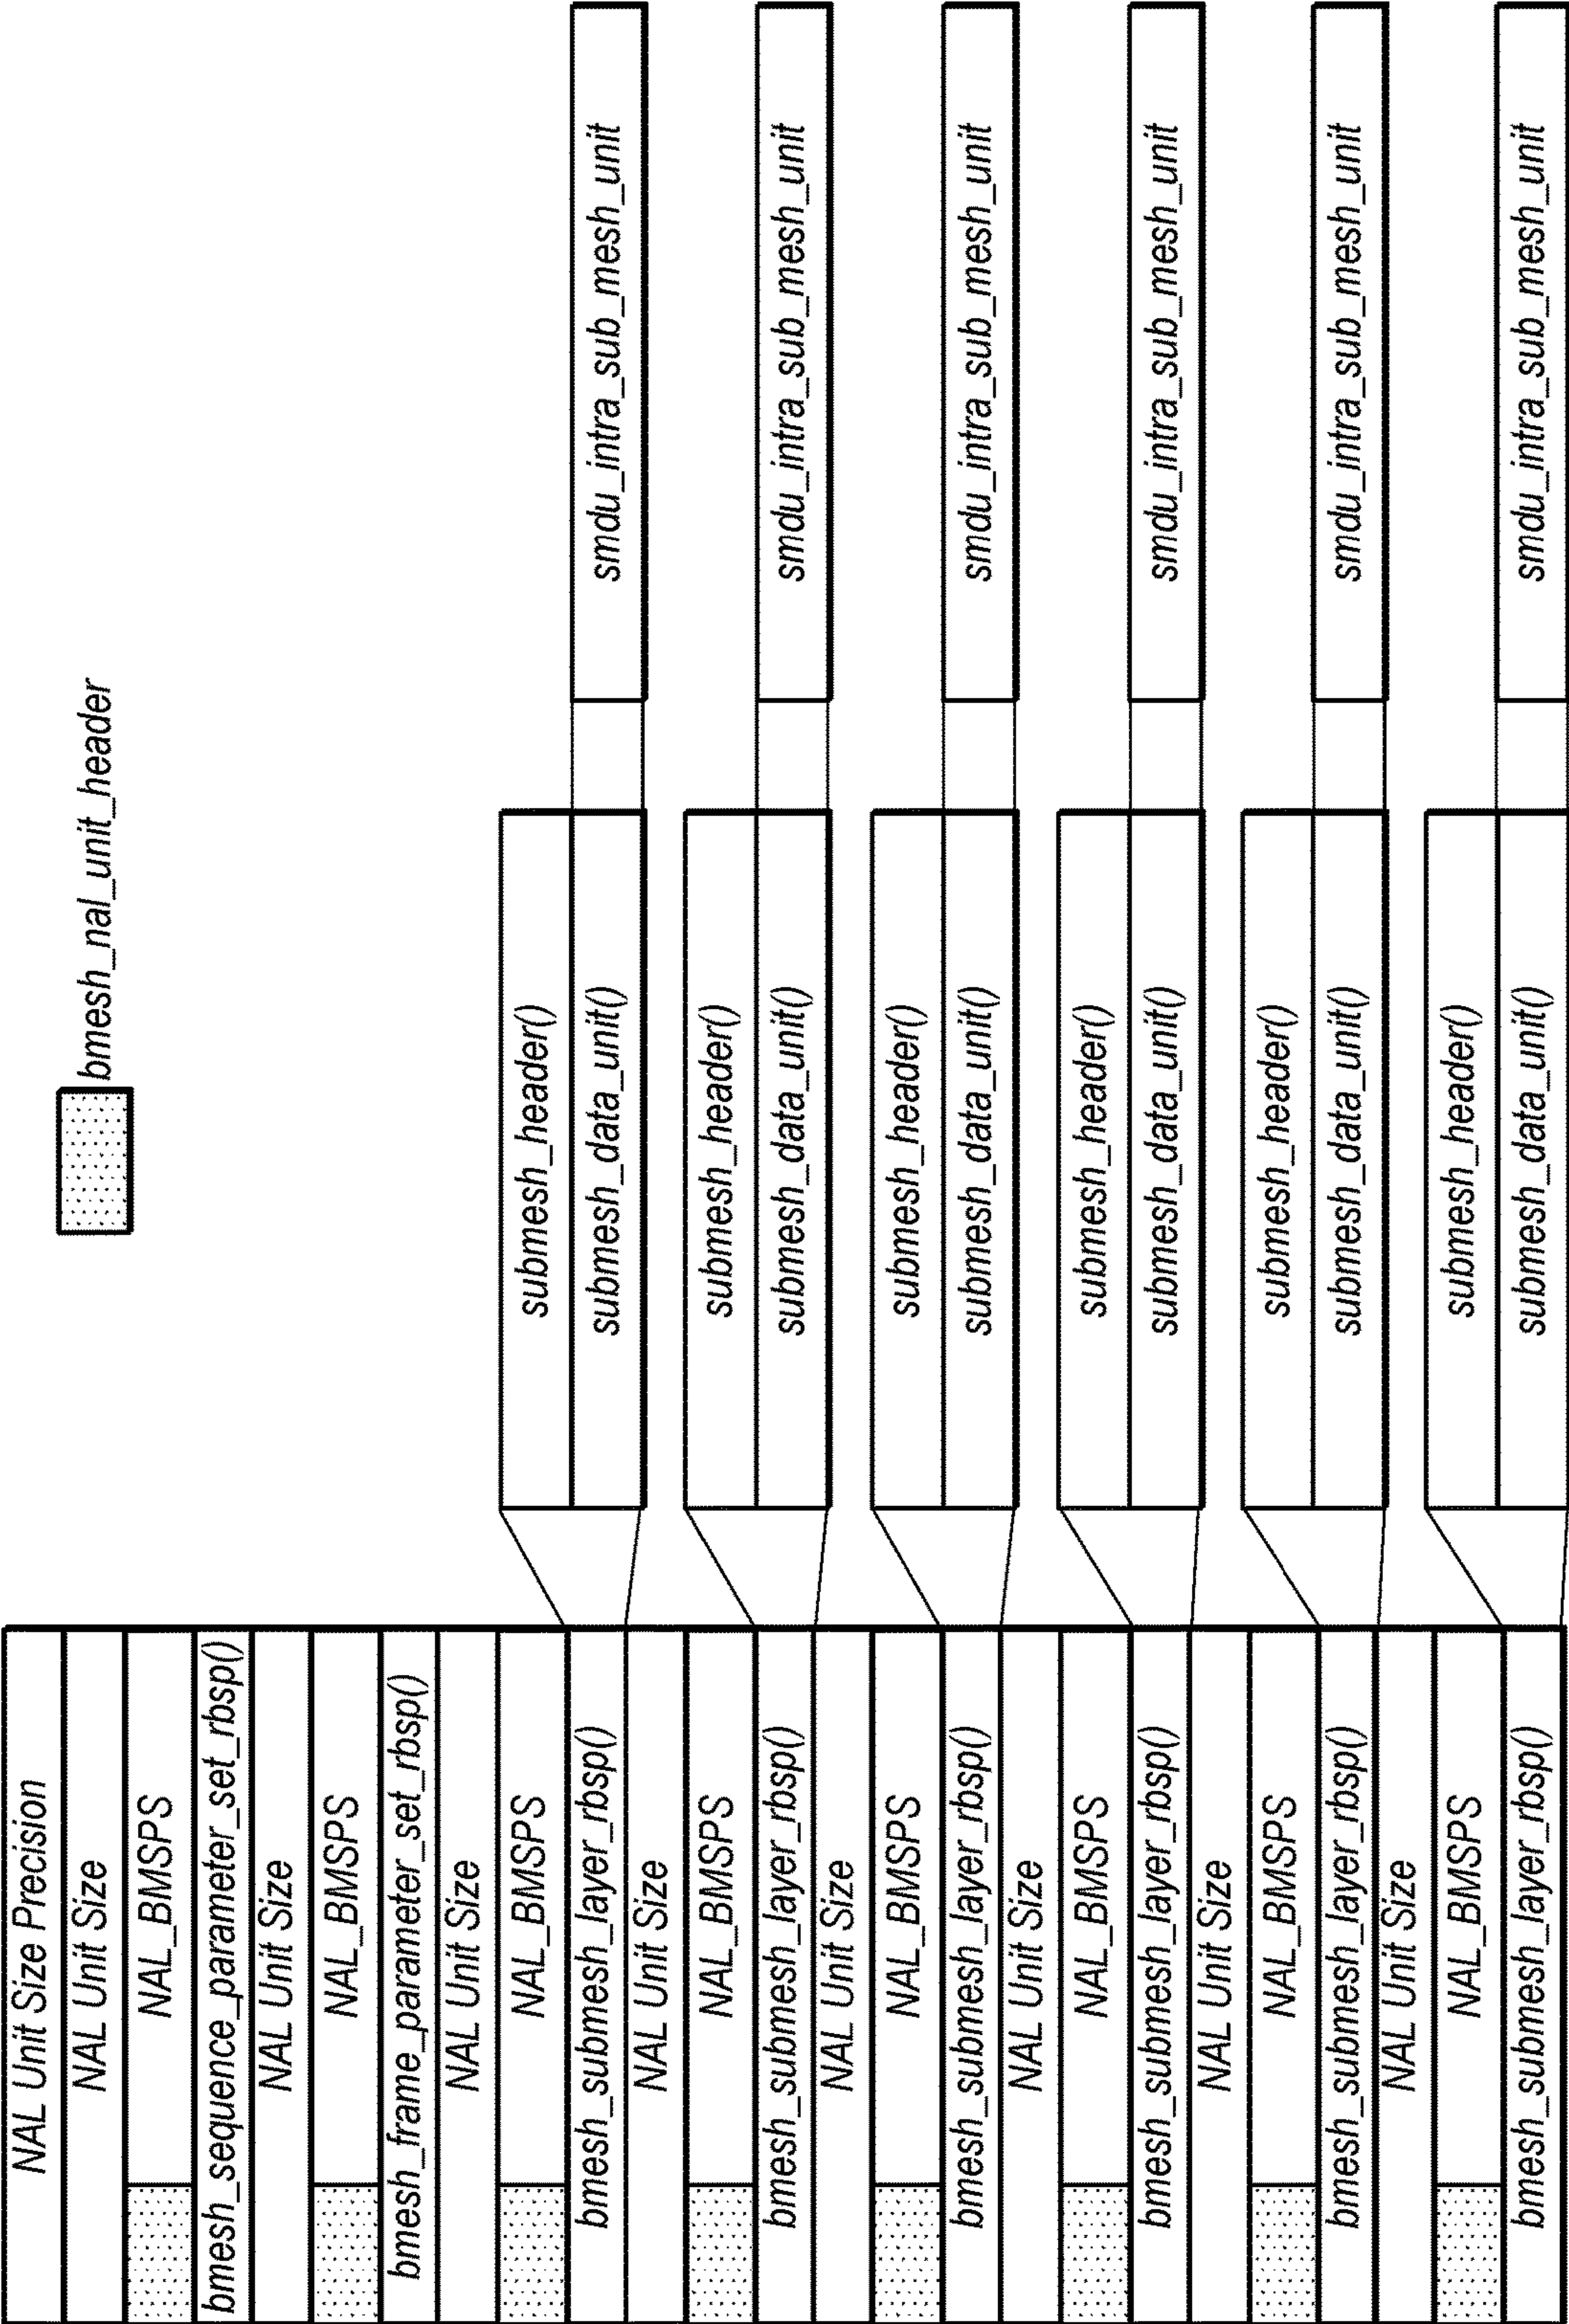 NAL Unit Size Precision
NAL Unit Size
NAL_BMSPS
bmesh_sequence_parameter_set_rbsp()
NAL Unit Size
NAL_BMSPS
bmesh_frame_parameter_set_rbsp()
NAL Unit Size
NAL_BMSPS
bmesh_submesh_layer_rbsp()
NAL Unit Size
NAL_BMSPS
bmesh_submesh_layer_rbsp()
NAL Unit Size
NAL_BMSPS
bmesh_submesh_layer_rbsp()
NAL Unit Size
NAL_BMSPS
bmesh_submesh_layer_rbsp()
NAL Unit Size
NAL_BMSPS
bmesh_submesh_layer_rbsp()
NAL Unit Size
NAL_BMSPS
bmesh_submesh_layer_rbsp()
bmesh_nal_unit_header
submesh_header()
submesh_data_unit()
submesh_header()
submesh_data_unit()
submesh_header()
submesh_data_unit()
submesh_header()
submesh_data_unit()
submesh_header()
submesh_data_unit()
submesh_header()
submesh_data_unit()
smdu_intra_sub_mesh_unit
smdu_intra_sub_mesh_unit
smdu_intra_sub_mesh_unit
smdu_intra_sub_mesh_unit
smdu_intra_sub_mesh_unit
smdu_intra_sub_mesh_unit